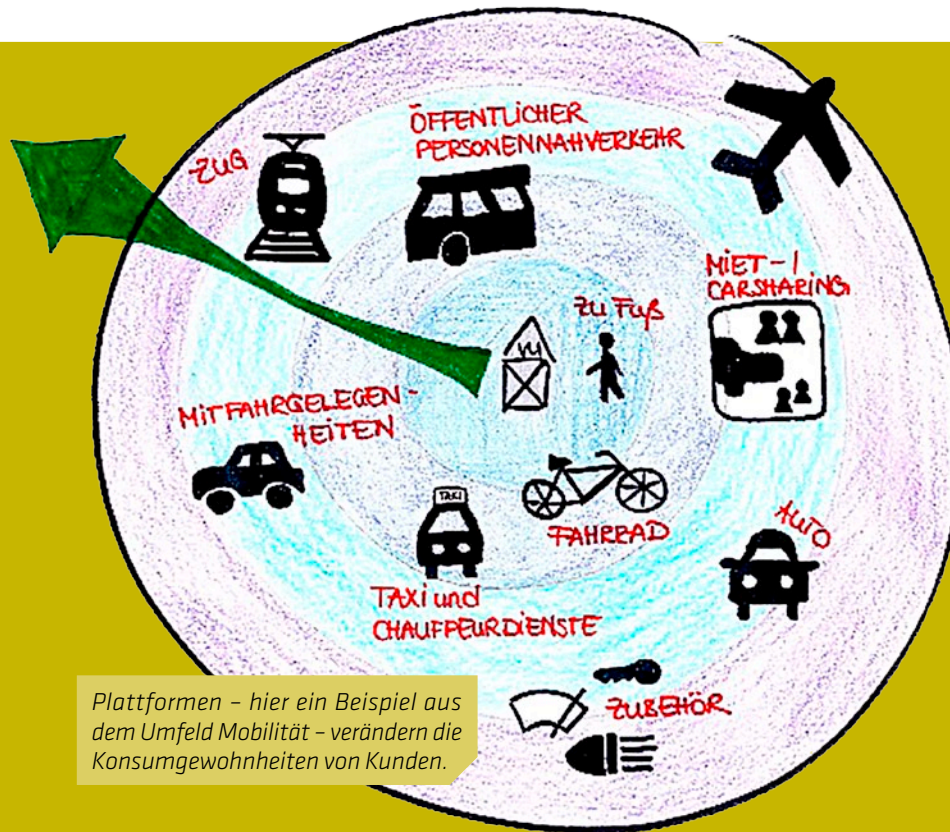 ÖFFENTLICHER
PERSONENNAHVERKEHR
ZUG
MIET-/
CARSHARING
ZU FUß
MITFAHRGELEGEN-
HEITEN
TAXI
FAHRRAD
AUTO
TAXI und
CHAUFFEURDIENSTE
ZUBEHÖR
Plattformen – hier ein Beispiel aus
dem Umfeld Mobilität – verändern die
Konsumgewohnheiten von Kunden.